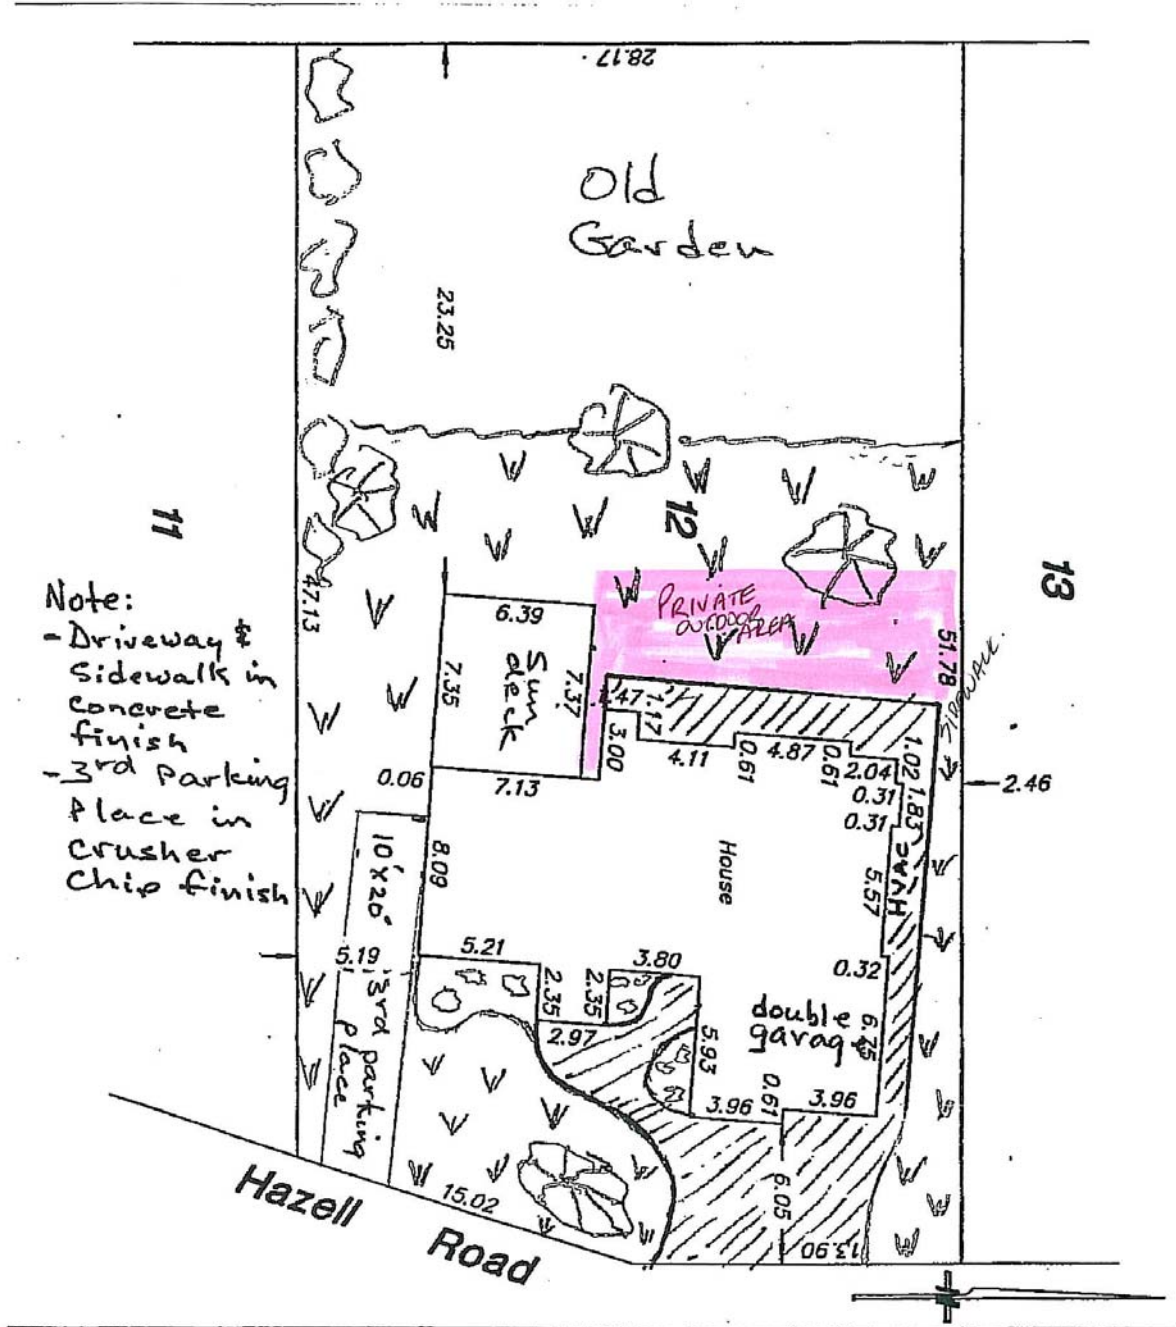 28.17
Old
Garden
23.25
11
12
13
47.13
51.78
SIDEWALK.
Note:
- Driveway &
Sidewalk in
concrete
finish
- 3rd Parking
Place in
Crusher
Chip finish
PRIVATE
OUTDOOR
AREA
6.39
7.35
Sun
deck
7.37
7.13
0.06
1.47
1.17
3.00
4.11
0.61
4.87
0.61
2.04
1.02
0.31
1.83
0.31
2.46
HVAC
5.57
House
8.09
10'x20'
5.19
3rd parking
place
5.21
2.35
2.35
3.80
2.97
0.32
double
garage
6.75
5.93
3.96
0.61
3.96
6.05
13.90
15.02
Hazell
Road